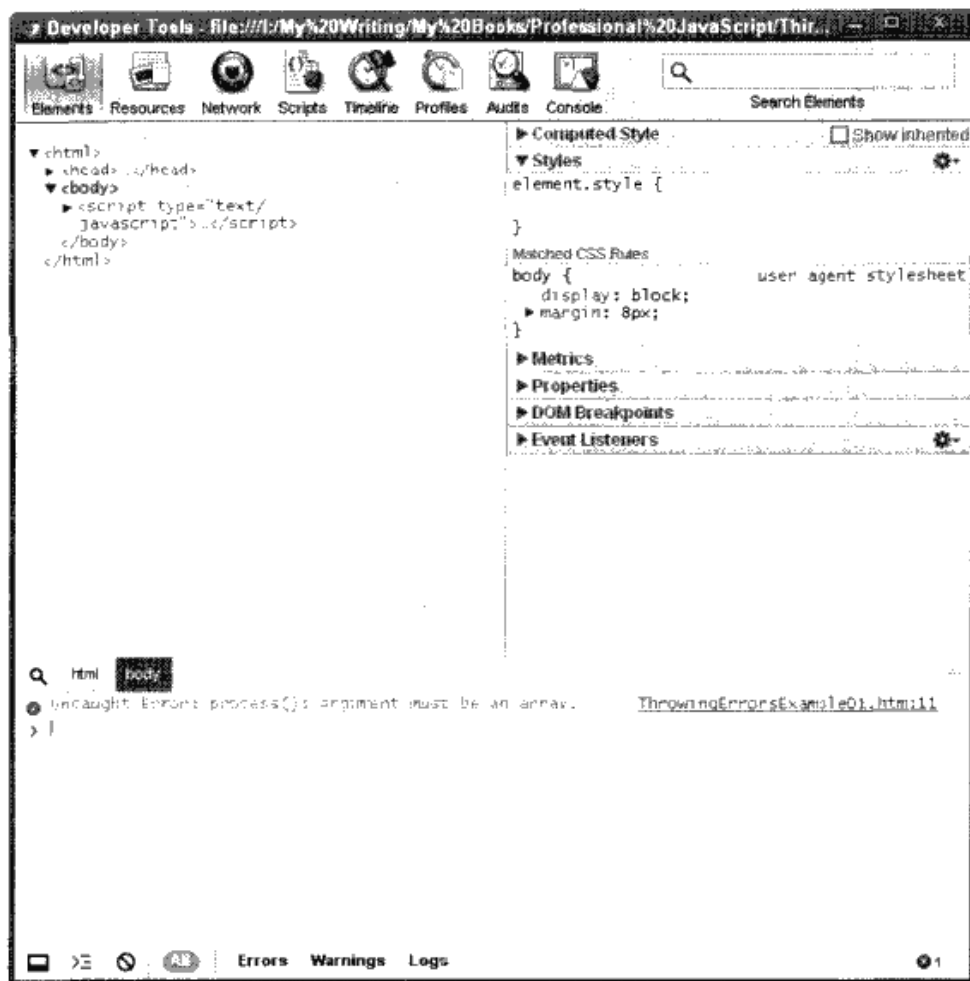 Developer Tools - file:///I:/My%20Writing/My%20Books/Professional%20JavaScript/Thir...
Elements Resources Network Scripts Timeline Profiles Audits Console Search Elements
▶ Computed Style Show inherited
▼ <html>
▶ <head>…</head>
▼ <body>
▶ <script type="text/
javascript">…</script>
</body>
</html>
▼ Styles
element.style {
}
Matched CSS Rules
body { user agent stylesheet
display: block;
▶ margin: 8px;
}
▶ Metrics
▶ Properties
▶ DOM Breakpoints
▶ Event Listeners
html body
Uncaught Error: process(): argument must be an array. ThrowingErrorsExample01.htm:11
>
All Errors Warnings Logs 1